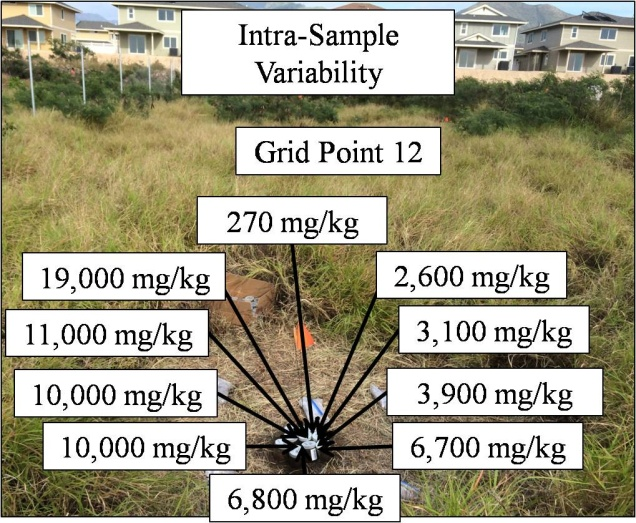 Intra-Sample
Variability
Grid Point 12
270 mg/kg
19,000 mg/kg
2,600 mg/kg
11,000 mg/kg
3,100 mg/kg
10,000 mg/kg
3,900 mg/kg
10,000 mg/kg
6,700 mg/kg
6,800 mg/kg